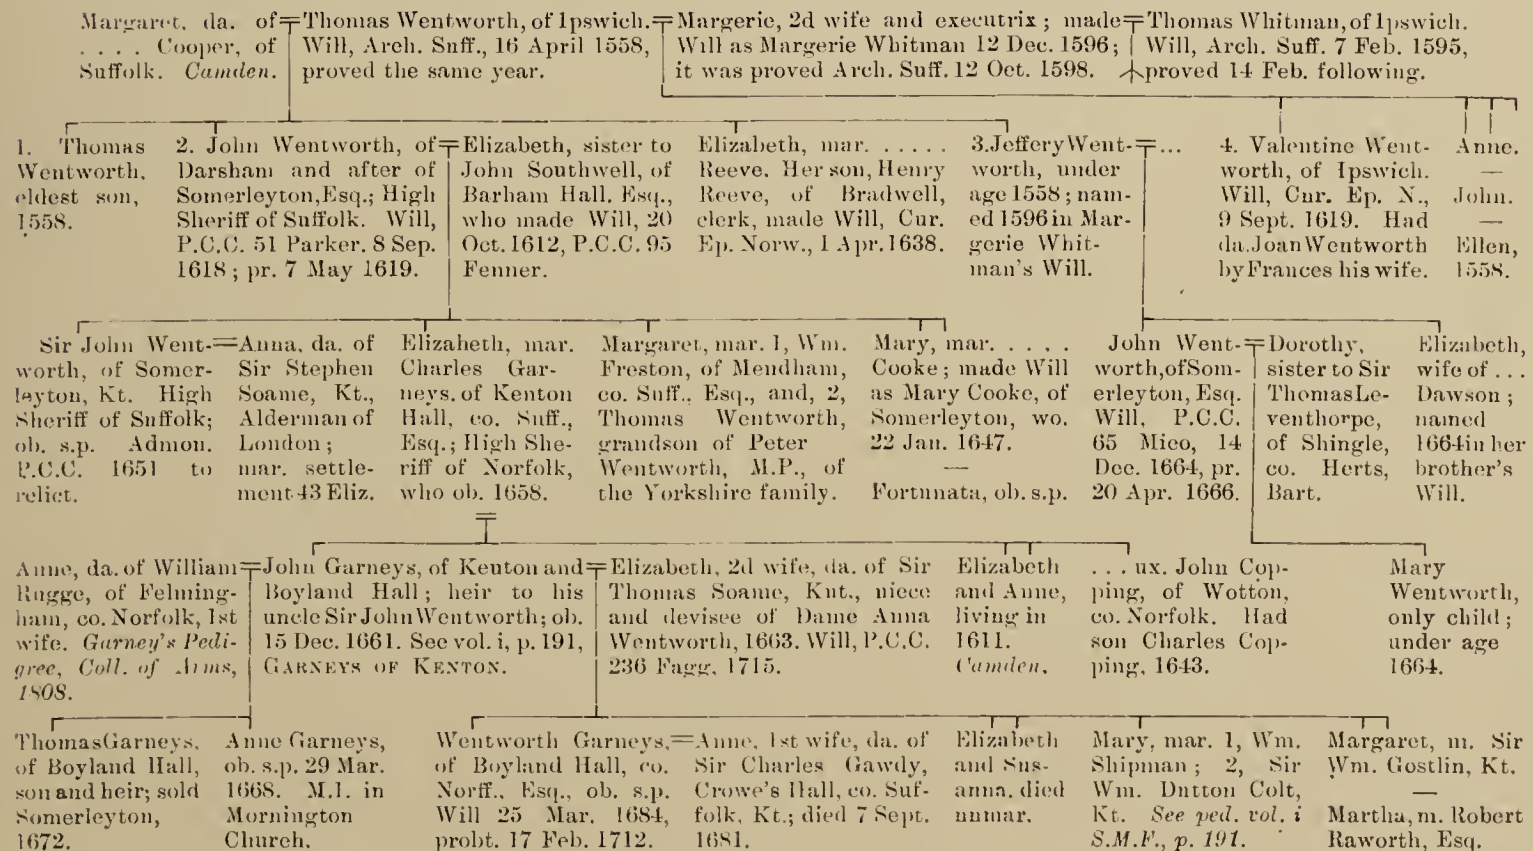 Margaret, da. of
. . . . Cooper, of
Suffolk. Camden.
Thomas Wentworth, of Ipswich.
Will, Arch. Suff., 16 April 1558,
proved the same year.
Margerie, 2d wife and executrix ; made
Will as Margerie Whitman 12 Dec. 1596 ;
it was proved Arch. Suff. 12 Oct. 1598.
Thomas Whitman, of Ipswich.
Will, Arch. Suff. 7 Feb. 1595,
proved 14 Feb. following.
1. Thomas
Wentworth,
eldest son,
1558.
2. John Wentworth, of
Darsham and after of
Somerleyton, Esq.; High
Sheriff of Suffolk. Will,
P.C.C. 51 Parker. 8 Sep.
1618 ; pr. 7 May 1619.
Elizabeth, sister to
John Southwell, of
Barham Hall. Esq.,
who made Will, 20
Oct. 1612, P.C.C. 95
Fenner.
Elizabeth, mar. . . . . .
Reeve. Her son, Henry
Reeve, of Bradwell,
clerk, made Will, Cur.
Ep. Norw., 1 Apr. 1638.
3. Jeffery Went-
worth, under
age 1558 ; nam-
ed 1596 in Mar-
gerie Whit-
man's Will.
...
4. Valentine Went-
worth, of Ipswich.
Will, Cur. Ep. N.,
9 Sept. 1619. Had
da. Joan Wentworth
by Frances his wife.
Anne.
—
John.
—
Ellen,
1558.
Sir John Went-
worth, of Somer-
leyton, Kt. High
Sheriff of Suffolk;
ob. s.p. Admon.
P.C.C. 1651 to
relict.
Anna, da. of
Sir Stephen
Soame, Kt.,
Alderman of
London ;
mar. settle-
ment 43 Eliz.
Elizabeth, mar.
Charles Gar-
neys, of Kenton
Hall, co. Suff.,
Esq.; High She-
riff of Norfolk,
who ob. 1658.
Margaret, mar. 1, Wm.
Freston, of Mendham,
co. Suff., Esq., and, 2,
Thomas Wentworth,
grandson of Peter
Wentworth, M.P., of
the Yorkshire family.
Mary, mar. . . . . .
Cooke ; made Will
as Mary Cooke, of
Somerleyton, wo.
22 Jan. 1647.
—
Fortunata, ob. s.p.
John Went-
worth, of Som-
erleyton, Esq.
Will, P.C.C.
65 Mico, 14
Dec. 1664, pr.
20 Apr. 1666.
Dorothy,
sister to Sir
Thomas Le-
venthorpe,
of Shingle,
co. Herts,
Bart.
Elizabeth,
wife of ...
Dawson ;
named
1664 in her
brother's
Will.
Anne, da. of William
Rugge, of Felming-
ham, co. Norfolk, 1st
wife. Garney's Pedi-
gree, Coll. of Arms,
1808.
John Garneys, of Kenton and
Boyland Hall ; heir to his
uncle Sir John Wentworth ; ob.
15 Dec. 1661. See vol. i, p. 191,
GARNEYS OF KENTON.
Elizabeth, 2d wife, da. of Sir
Thomas Soame, Knt., niece
and devisee of Dame Anna
Wentworth, 1663. Will, P.C.C.
236 Fagg, 1715.
Elizabeth
and Anne,
living in
1611.
Camden.
. . . ux. John Cop-
ping, of Wotton,
co. Norfolk. Had
son Charles Cop-
ping, 1643.
Mary
Wentworth,
only child ;
under age
1664.
Thomas Garneys,
of Boyland Hall,
son and heir; sold
Somerleyton,
1672.
Anne Garneys,
ob. s.p. 29 Mar.
1668. M.I. in
Mornington
Church.
Wentworth Garneys,
of Boyland Hall, co.
Norff., Esq., ob. s.p.
Will 25 Mar. 1684,
probt. 17 Feb. 1712.
Anne, 1st wife, da. of
Sir Charles Gawdy,
Crowe's Hall, co. Suf-
folk, Kt.; died 7 Sept.
1681.
Elizabeth
and Sus-
anna, died
unmar.
Mary, mar. 1, Wm.
Shipman ; 2, Sir
Wm. Dutton Colt,
Kt. See ped. vol. i
S.M.F., p. 191.
Margaret, m. Sir
Wm. Gostlin, Kt.
—
Martha, m. Robert
Raworth, Esq.